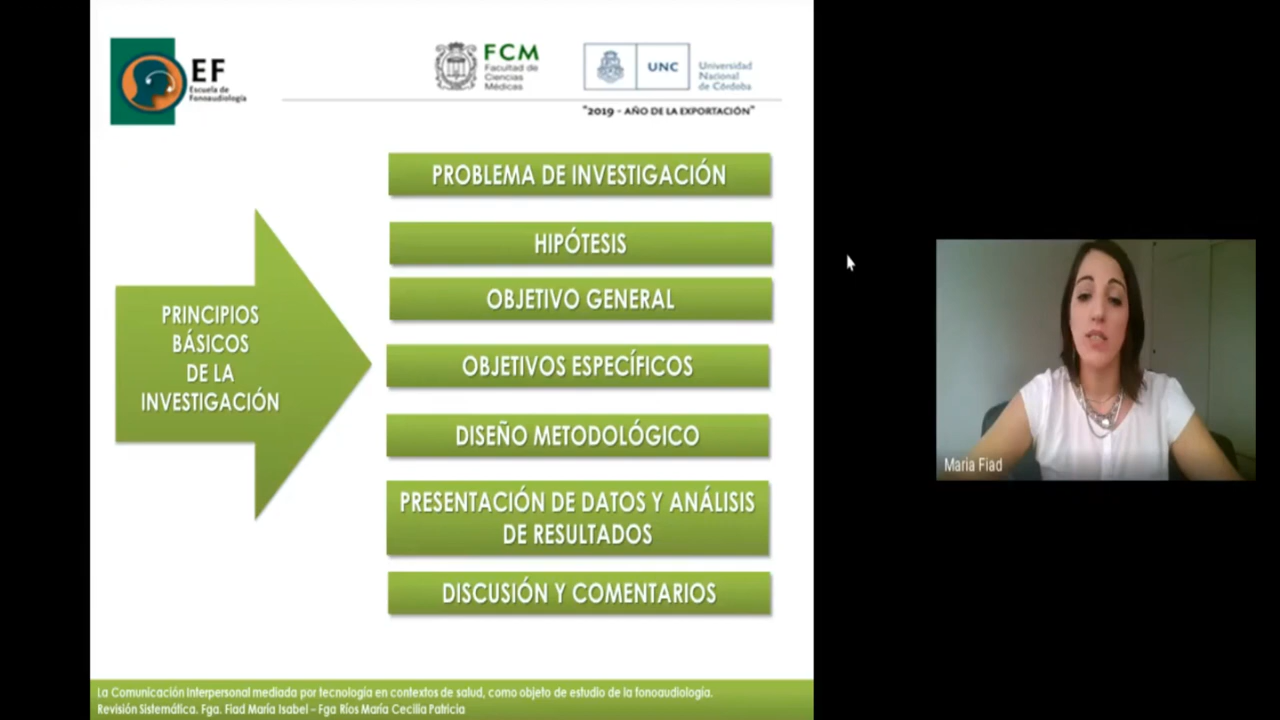 EF
Escuela de
Fonoaudiología
FCM
Facultad de
Ciencias
Médicas
UNC
Universidad
Nacional
de Córdoba
"2019 - AÑO DE LA EXPORTACIÓN"
PRINCIPIOS
BÁSICOS
DE LA
INVESTIGACIÓN
PROBLEMA DE INVESTIGACIÓN
HIPÓTESIS
OBJETIVO GENERAL
OBJETIVOS ESPECÍFICOS
DISEÑO METODOLÓGICO
PRESENTACIÓN DE DATOS Y ANÁLISIS
DE RESULTADOS
DISCUSIÓN Y COMENTARIOS
La Comunicación Interpersonal mediada por tecnología en contextos de salud, como objeto de estudio de la fonoaudiología.
Revisión Sistemática. Fga. Fiad María Isabel – Fga Ríos María Cecilia Patricia
Maria Fiad